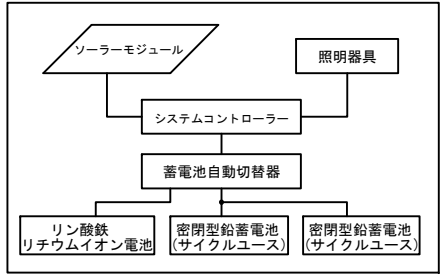 ソーラーモジュール
照明器具
システムコントローラー
蓄電池自動切替器
リン酸鉄
リチウムイオン電池
密閉型鉛蓄電池
(サイクルユース)
密閉型鉛蓄電池
(サイクルユース)